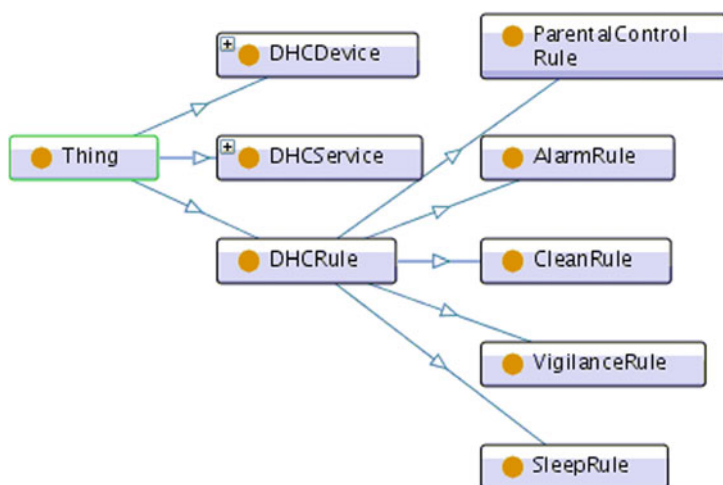 Thing
DHCDevice
DHCService
DHCRule
ParentalControl
Rule
AlarmRule
CleanRule
VigilanceRule
SleepRule